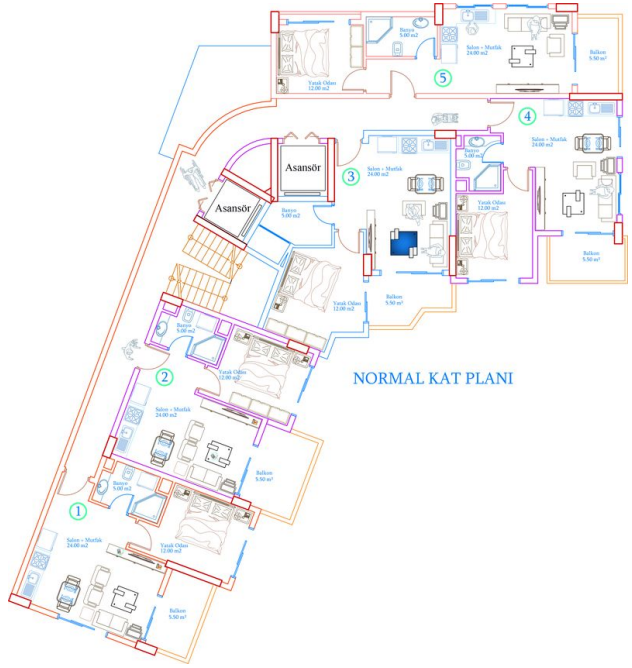 Banyo
5.00 m2
Salon + Mutfak
24.00 m2
Balkon
5.50 m²
Yatak Odası
12.00 m2
5
4
Banyo
5.00 m2
Salon + Mutfak
24.00 m2
Yatak Odası
12.00 m2
Balkon
5.50 m²
Asansör
Asansör
3
Salon + Mutfak
24.00 m2
Banyo
5.00 m2
Yatak Odası
12.00 m2
Balkon
5.50 m²
Banyo
5.00 m2
2
Yatak Odası
12.00 m2
Salon + Mutfak
24.00 m2
Balkon
5.50 m²
NORMAL KAT PLANI
Banyo
5.00 m2
1
Salon + Mutfak
24.00 m2
Yatak Odası
12.00 m2
Balkon
5.50 m²